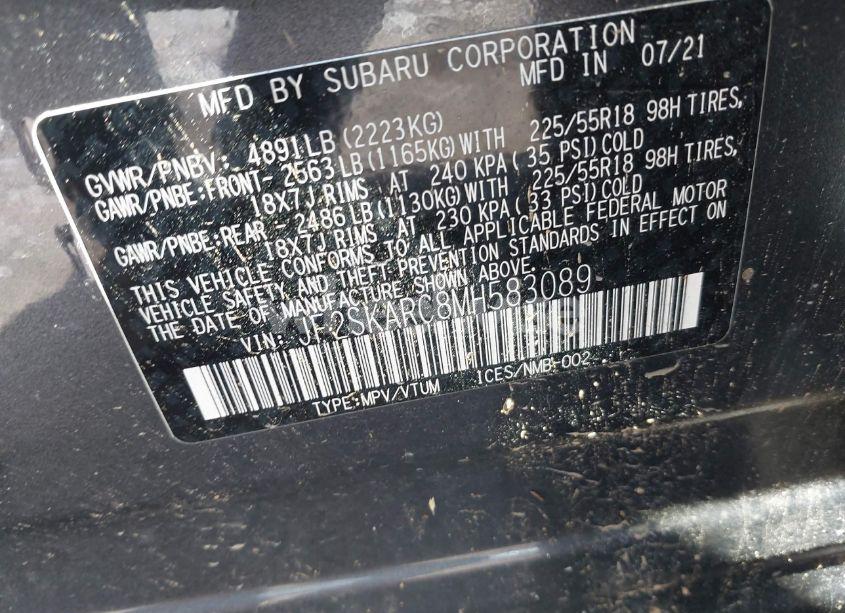 MFD BY SUBARU CORPORATION
MFD IN 07/21
GVWR/PNBV: 4891LB(2223KG)
GAWR/PNBE:FRONT- 2563LB(1165KG)WITH 225/55R18 98H TIRES,
18X7J RIMS AT 240 KPA( 35 PSI)COLD
GAWR/PNBE:REAR - 2486LB(1130KG)WITH 225/55R18 98H TIRES,
18X7J RIMS AT 230 KPA( 33 PSI)COLD
THIS VEHICLE CONFORMS TO ALL APPLICABLE FEDERAL MOTOR
VEHICLE SAFETY AND THEFT PREVENTION STANDARDS IN EFFECT ON
THE DATE OF MANUFACTURE SHOWN ABOVE.
VIN: JF2SKARC8MH583089
TYPE:MPV/VTUM ICES/NMB-002